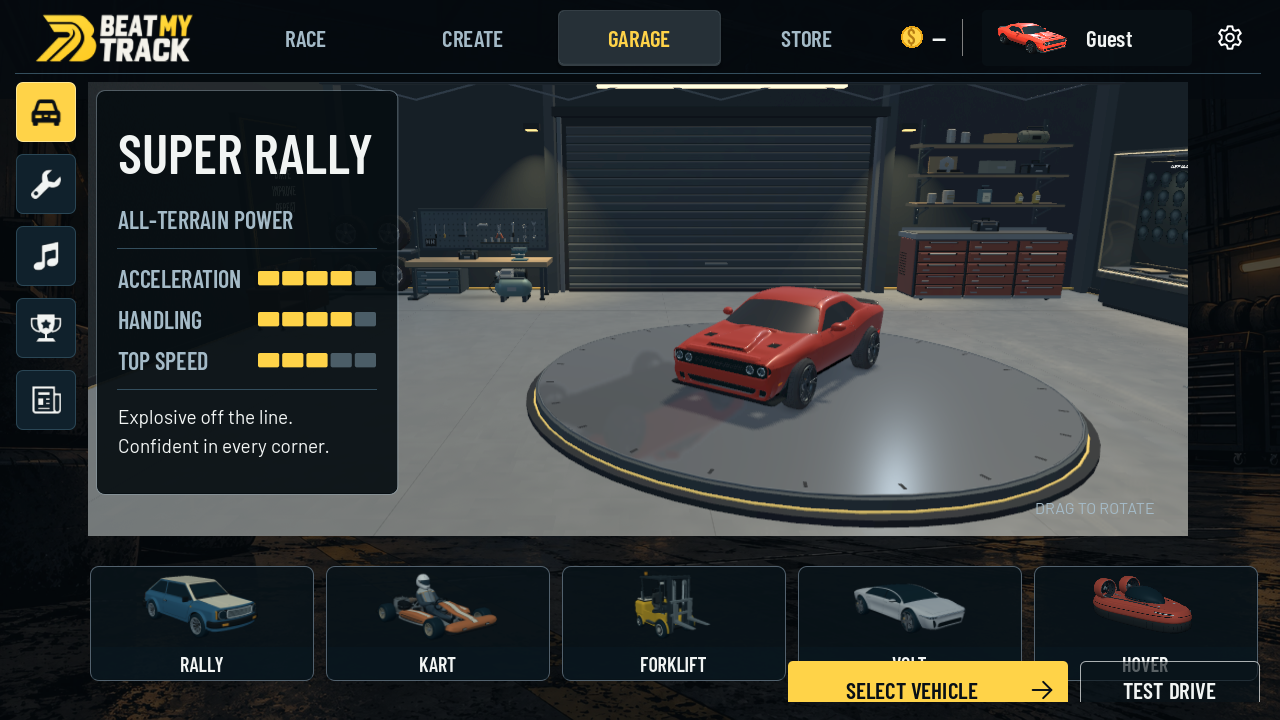 BEAT MY
TRACK
RACE
CREATE
GARAGE
STORE
$
–
Guest
SUPER RALLY
ALL-TERRAIN POWER
ACCELERATION
HANDLING
TOP SPEED
Explosive off the line.
Confident in every corner.
DRAG TO ROTATE
RALLY
KART
FORKLIFT
VOLT
HOVER
SELECT VEHICLE
TEST DRIVE